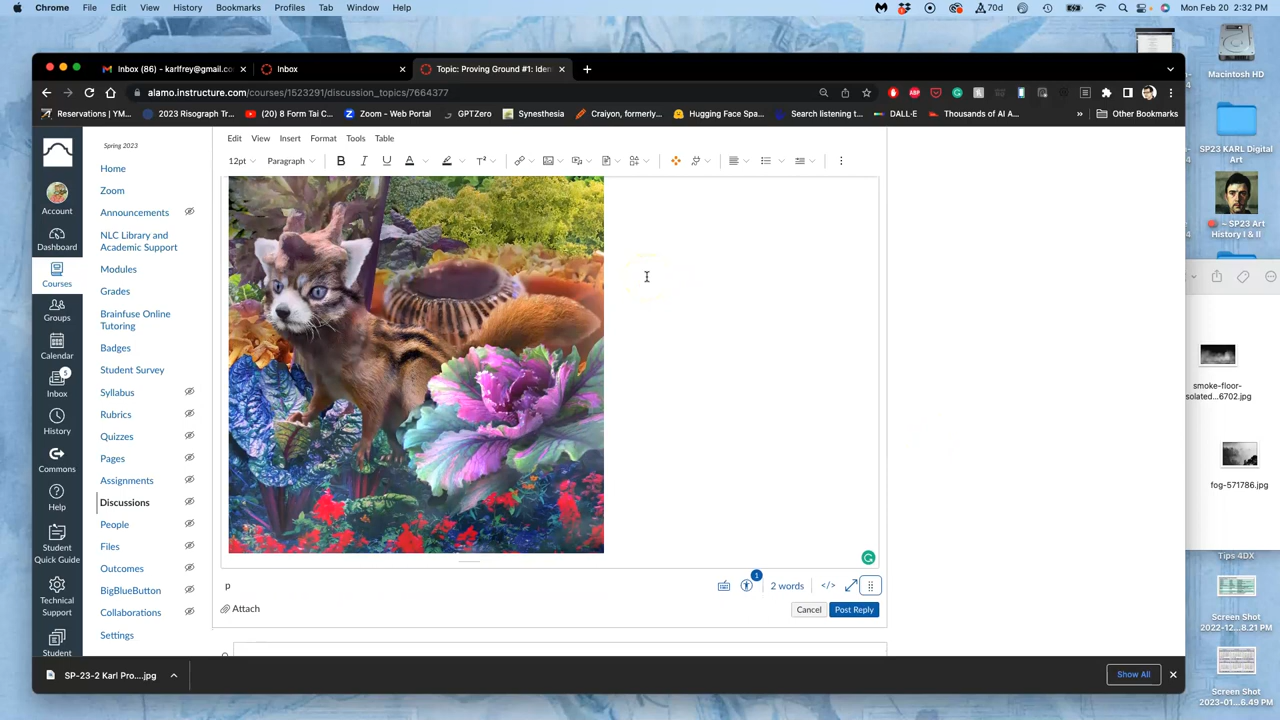 Chrome File Edit View History Bookmarks Profiles Tab Window Help 70d Mon Feb 20 2:32 PM
Inbox (86) - karlfrey@gmail.co Inbox Topic: Proving Ground #1: Iden
alamo.instructure.com/courses/1523291/discussion_topics/7664377
Reservations | YM... 2023 Risograph Tri... (20) 8 Form Tai C... Zoom - Web Portal GPTZero Synesthesia Craiyon, formerly... Hugging Face Spa... Search listening t... DALL·E Thousands of AI A... » Other Bookmarks
Macintosh HD
SP23 KARL Digital Art
~ SP23 Art History I & II
smoke-floor-
solated...6702.jpg
fog-571786.jpg
Tips 4DX
Screen Shot
2022-12...8.21 PM
Screen Shot
2023-01...6.49 PM
Account
Dashboard
Courses
Groups
Calendar
5
Inbox
History
Commons
Help
Student Quick Guide
Technical Support
Student
Spring 2023
Home
Zoom
Announcements
NLC Library and
Academic Support
Modules
Grades
Brainfuse Online
Tutoring
Badges
Student Survey
Syllabus
Rubrics
Quizzes
Pages
Assignments
Discussions
People
Files
Outcomes
BigBlueButton
Collaborations
Settings
Edit View Insert Format Tools Table
12pt Paragraph B I U A T²
p 1 2 words </>
Attach Cancel Post Reply
SP-23-2 Karl Pro....jpg Show All